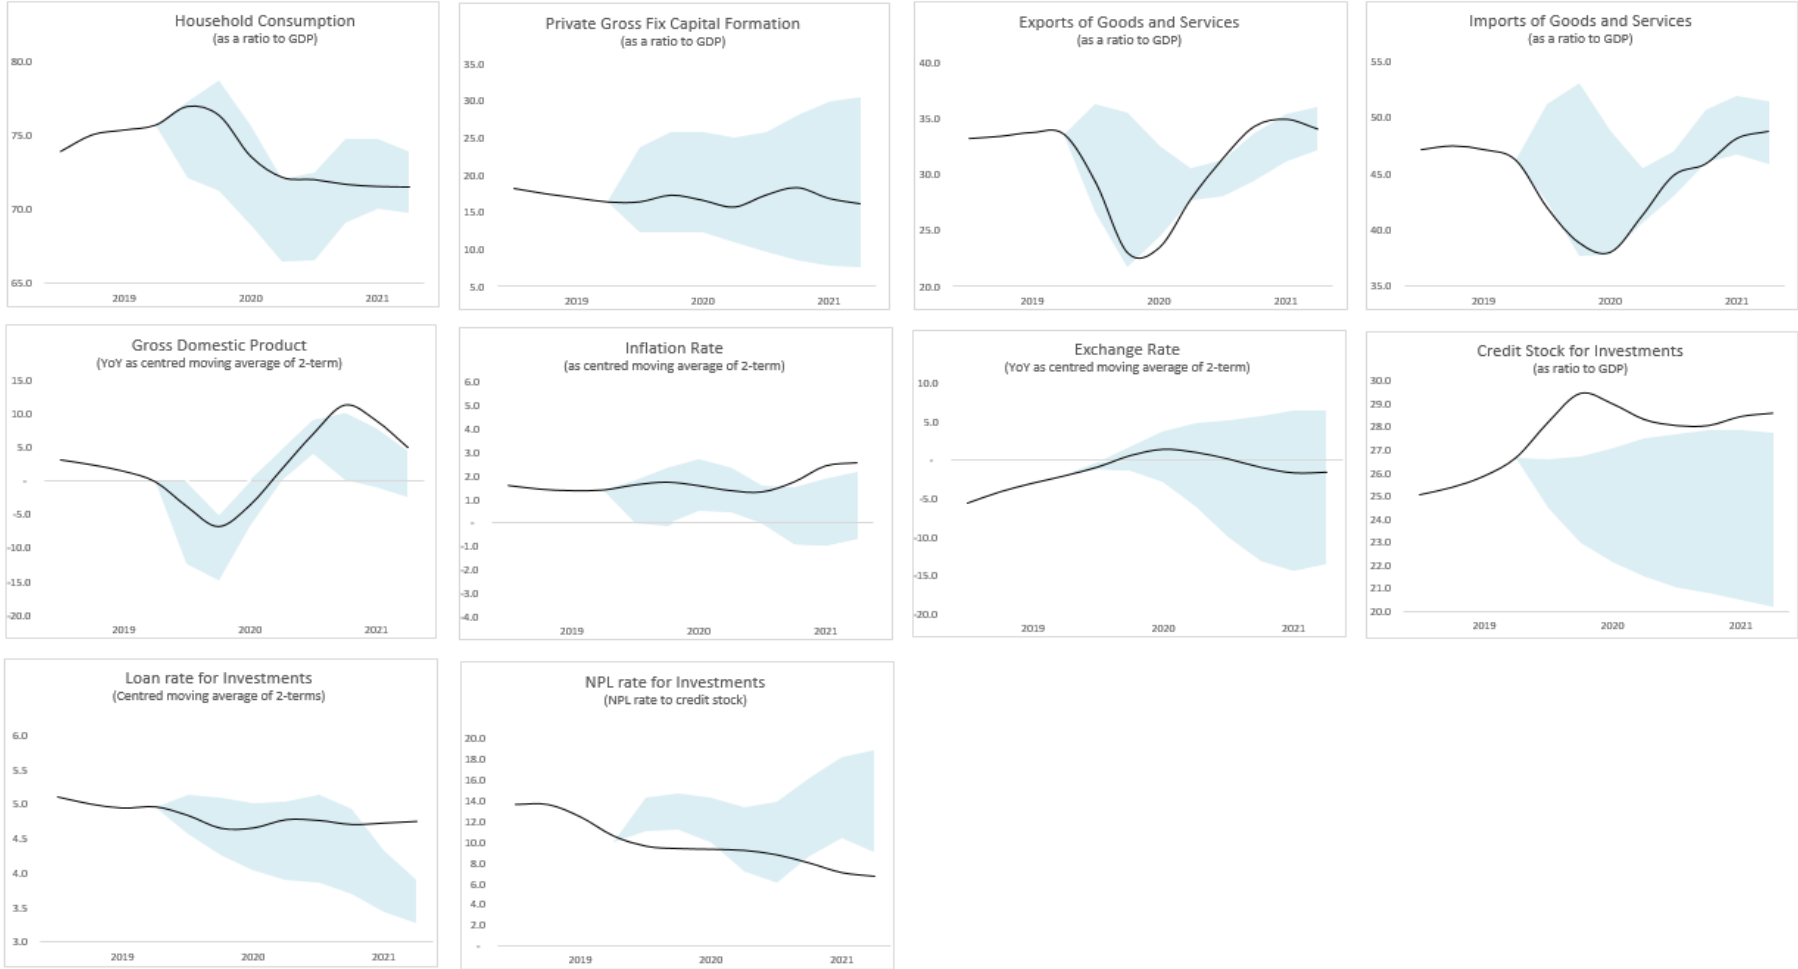 Household Consumption
(as a ratio to GDP)
80.0
75.0
70.0
65.0
2019 2020 2021
Private Gross Fix Capital Formation
(as a ratio to GDP)
35.0
30.0
25.0
20.0
15.0
10.0
5.0
2019 2020 2021
Exports of Goods and Services
(as a ratio to GDP)
40.0
35.0
30.0
25.0
20.0
2019 2020 2021
Imports of Goods and Services
(as a ratio to GDP)
55.0
50.0
45.0
40.0
35.0
2019 2020 2021
Gross Domestic Product
(YoY as centred moving average of 2-term)
15.0
10.0
5.0
-
-5.0
-10.0
-15.0
-20.0
2019 2020 2021
Inflation Rate
(as centred moving average of 2-term)
6.0
5.0
4.0
3.0
2.0
1.0
-
-1.0
-2.0
-3.0
-4.0
2019 2020 2021
Exchange Rate
(YoY as centred moving average of 2-term)
10.0
5.0
-
-5.0
-10.0
-15.0
-20.0
2019 2020 2021
Credit Stock for Investments
(as ratio to GDP)
30.0
29.0
28.0
27.0
26.0
25.0
24.0
23.0
22.0
21.0
20.0
2019 2020 2021
Loan rate for Investments
(Centred moving average of 2-terms)
6.0
5.5
5.0
4.5
4.0
3.5
3.0
2019 2020 2021
NPL rate for Investments
(NPL rate to credit stock)
20.0
18.0
16.0
14.0
12.0
10.0
8.0
6.0
4.0
2.0
-
2019 2020 2021